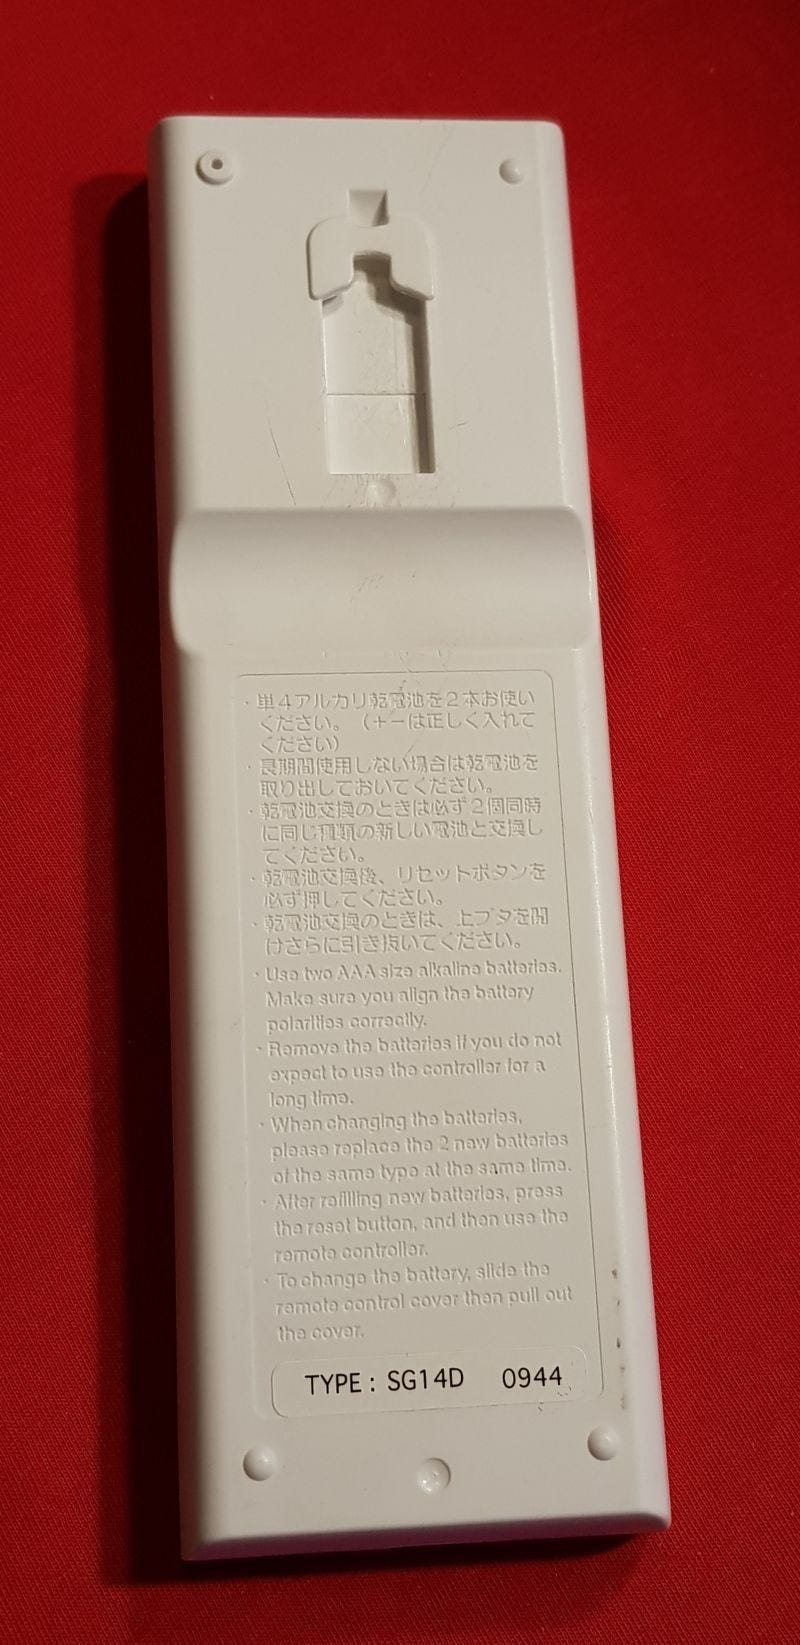 ・単4アルカリ乾電池を2本お使い
ください。（+−は正しく入れて
ください）
・長期間使用しない場合は乾電池を
取り出しておいてください。
・乾電池交換のときは必ず2個同時
に同じ種類の新しい電池と交換し
てください。
・乾電池交換後、リセットボタンを
必ず押してください。
・乾電池交換のときは、上ブタを開
けさらに引き抜いてください。
・Use two AAA size alkaline batteries.
Make sure you align the battery
polarities correctly.
・Remove the batteries if you do not
expect to use the controller for a
long time.
・When changing the batteries,
please replace the 2 new batteries
of the same type at the same time.
・After refilling new batteries, press
the reset button, and then use the
remote controller.
・To change the battery, slide the
remote control cover then pull out
the cover.
TYPE : SG14D 0944